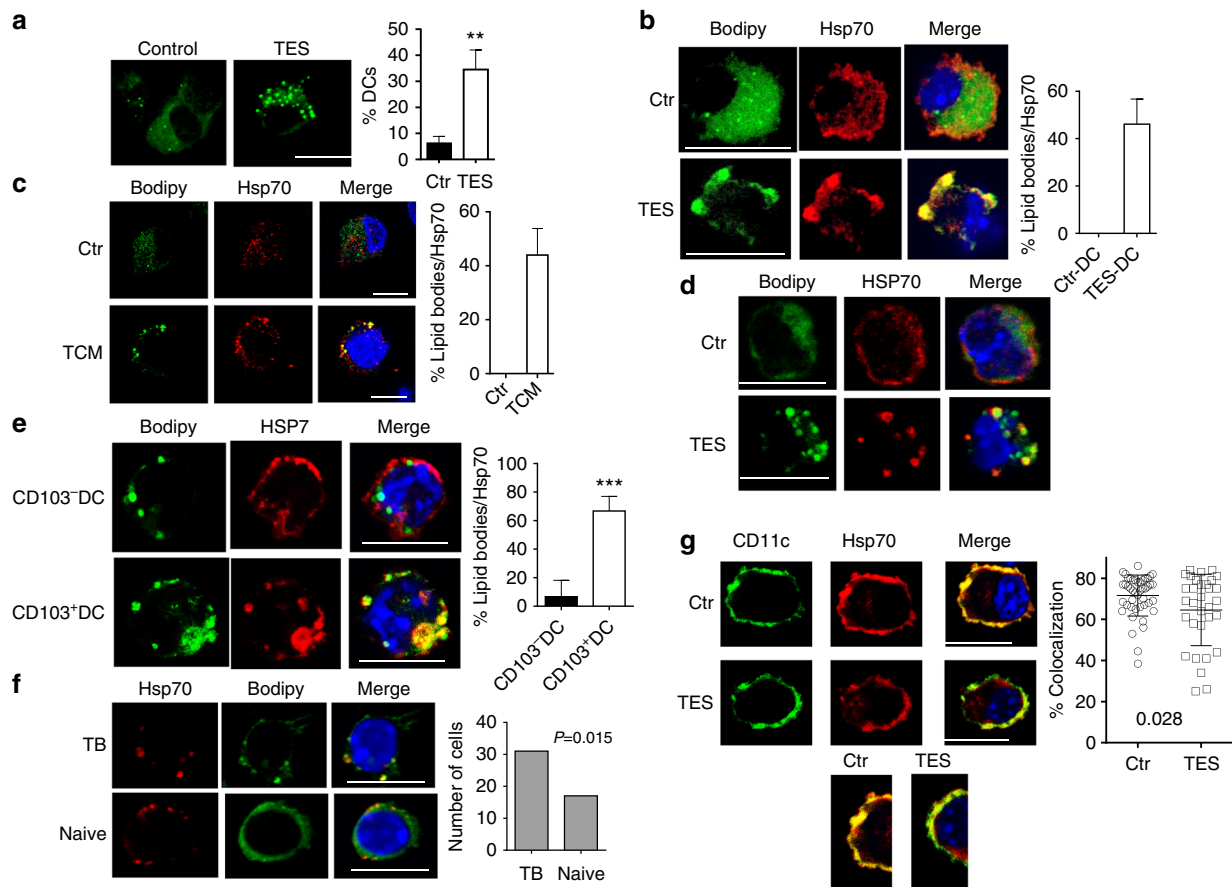 a
Control
TES
% DCs
50
40
30
20
10
0
**
Ctr TES
b
Bodipy
Hsp70
Merge
Ctr
TES
% Lipid bodies/Hsp70
60
40
20
0
Ctr-DC
TES-DC
c
Bodipy
Hsp70
Merge
Ctr
TCM
% Lipid bodies/Hsp70
60
40
20
0
Ctr
TCM
d
Bodipy
HSP70
Merge
Ctr
TES
e
Bodipy
HSP7
Merge
CD103⁻DC
CD103⁺DC
% Lipid bodies/Hsp70
100
80
60
40
20
0
***
CD103⁻DC
CD103⁺DC
f
Hsp70
Bodipy
Merge
TB
Naive
Number of cells
40
30
20
10
0
P=0.015
TB Naive
g
CD11c
Hsp70
Merge
Ctr
TES
Ctr
TES
% Colocalization
80
60
40
20
0
0.028
Ctr TES